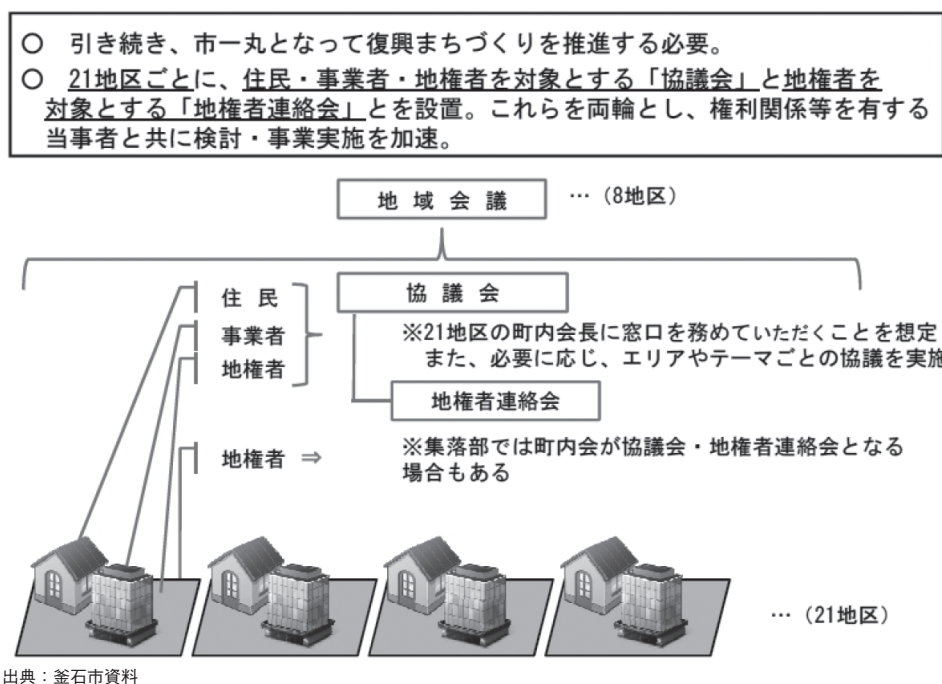 ○　引き続き、市一丸となって復興まちづくりを推進する必要。
○　21地区ごとに、住民・事業者・地権者を対象とする「協議会」と地権者を
対象とする「地権者連絡会」とを設置。これらを両輪とし、権利関係等を有する
当事者と共に検討・事業実施を加速。
地 域 会 議　…（8地区）
住 民
事業者
地権者
協 議 会
※21地区の町内会長に窓口を務めていただくことを想定
また、必要に応じ、エリアやテーマごとの協議を実施
地権者連絡会
地権者 ⇒
※集落部では町内会が協議会・地権者連絡会となる
場合もある
…（21地区）
出典：釜石市資料